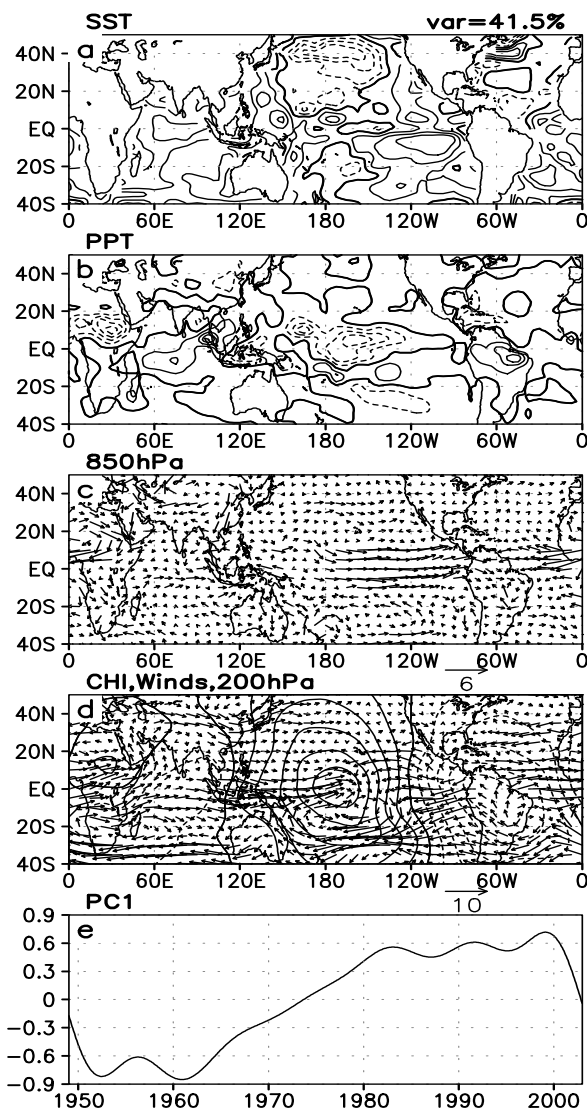 SST var=41.5%
a
40N
20N
EQ
20S
40S
0 60E 120E 180 120W 60W 0
PPT
b
40N
20N
EQ
20S
40S
0 60E 120E 180 120W 60W 0
850hPa
c
40N
20N
EQ
20S
40S
0 60E 120E 180 120W 60W 0
6
CHI,Winds,200hPa
d
40N
20N
EQ
20S
40S
0 60E 120E 180 120W 60W 0
10
PC1
e
0.9
0.6
0.3
0
−0.3
−0.6
−0.9
1950 1960 1970 1980 1990 2000